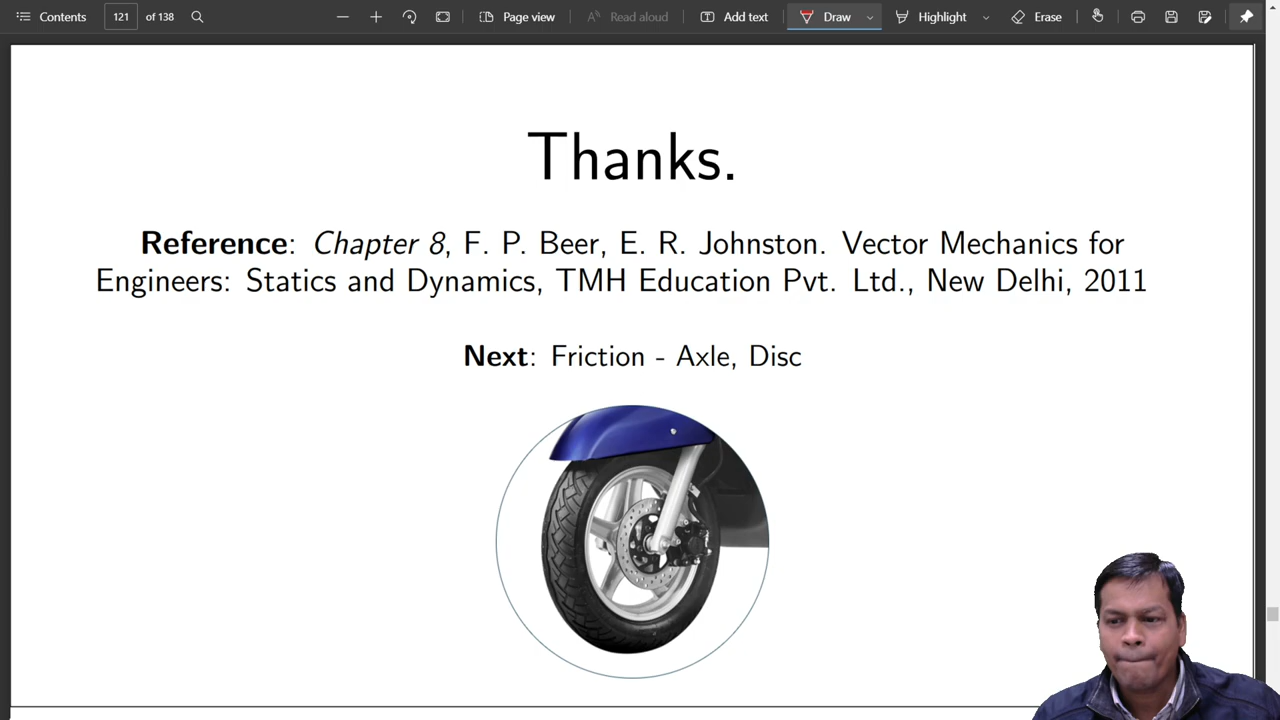 Contents 121 of 138 Page view Read aloud Add text Draw Highlight Erase
Thanks.
Reference: Chapter 8, F. P. Beer, E. R. Johnston. Vector Mechanics for
Engineers: Statics and Dynamics, TMH Education Pvt. Ltd., New Delhi, 2011
Next: Friction - Axle, Disc